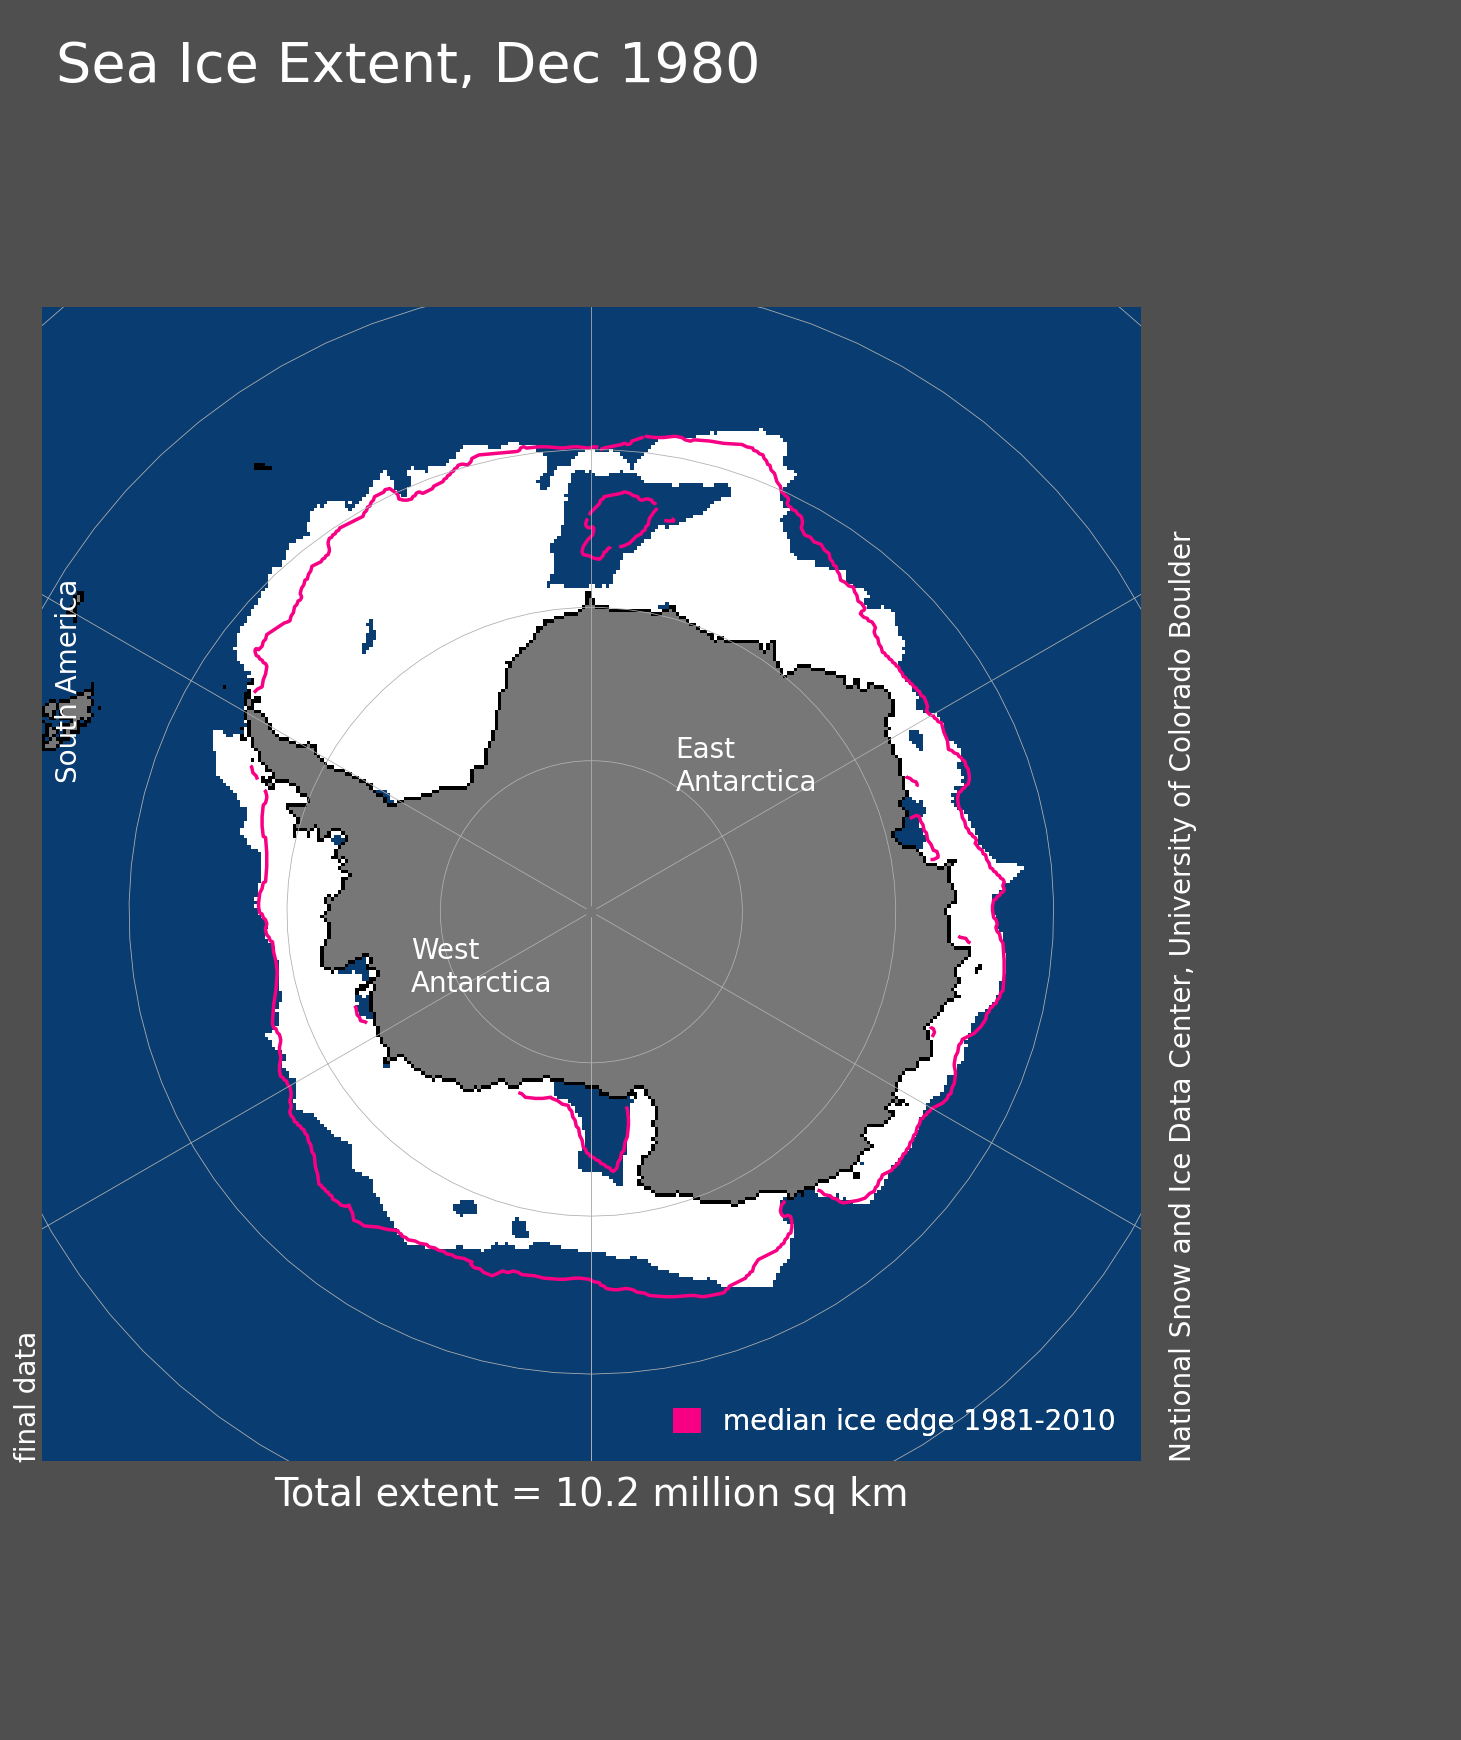 Sea Ice Extent, Dec 1980
South America
East
Antarctica
West
Antarctica
National Snow and Ice Data Center, University of Colorado Boulder
final data
median ice edge 1981-2010
Total extent = 10.2 million sq km